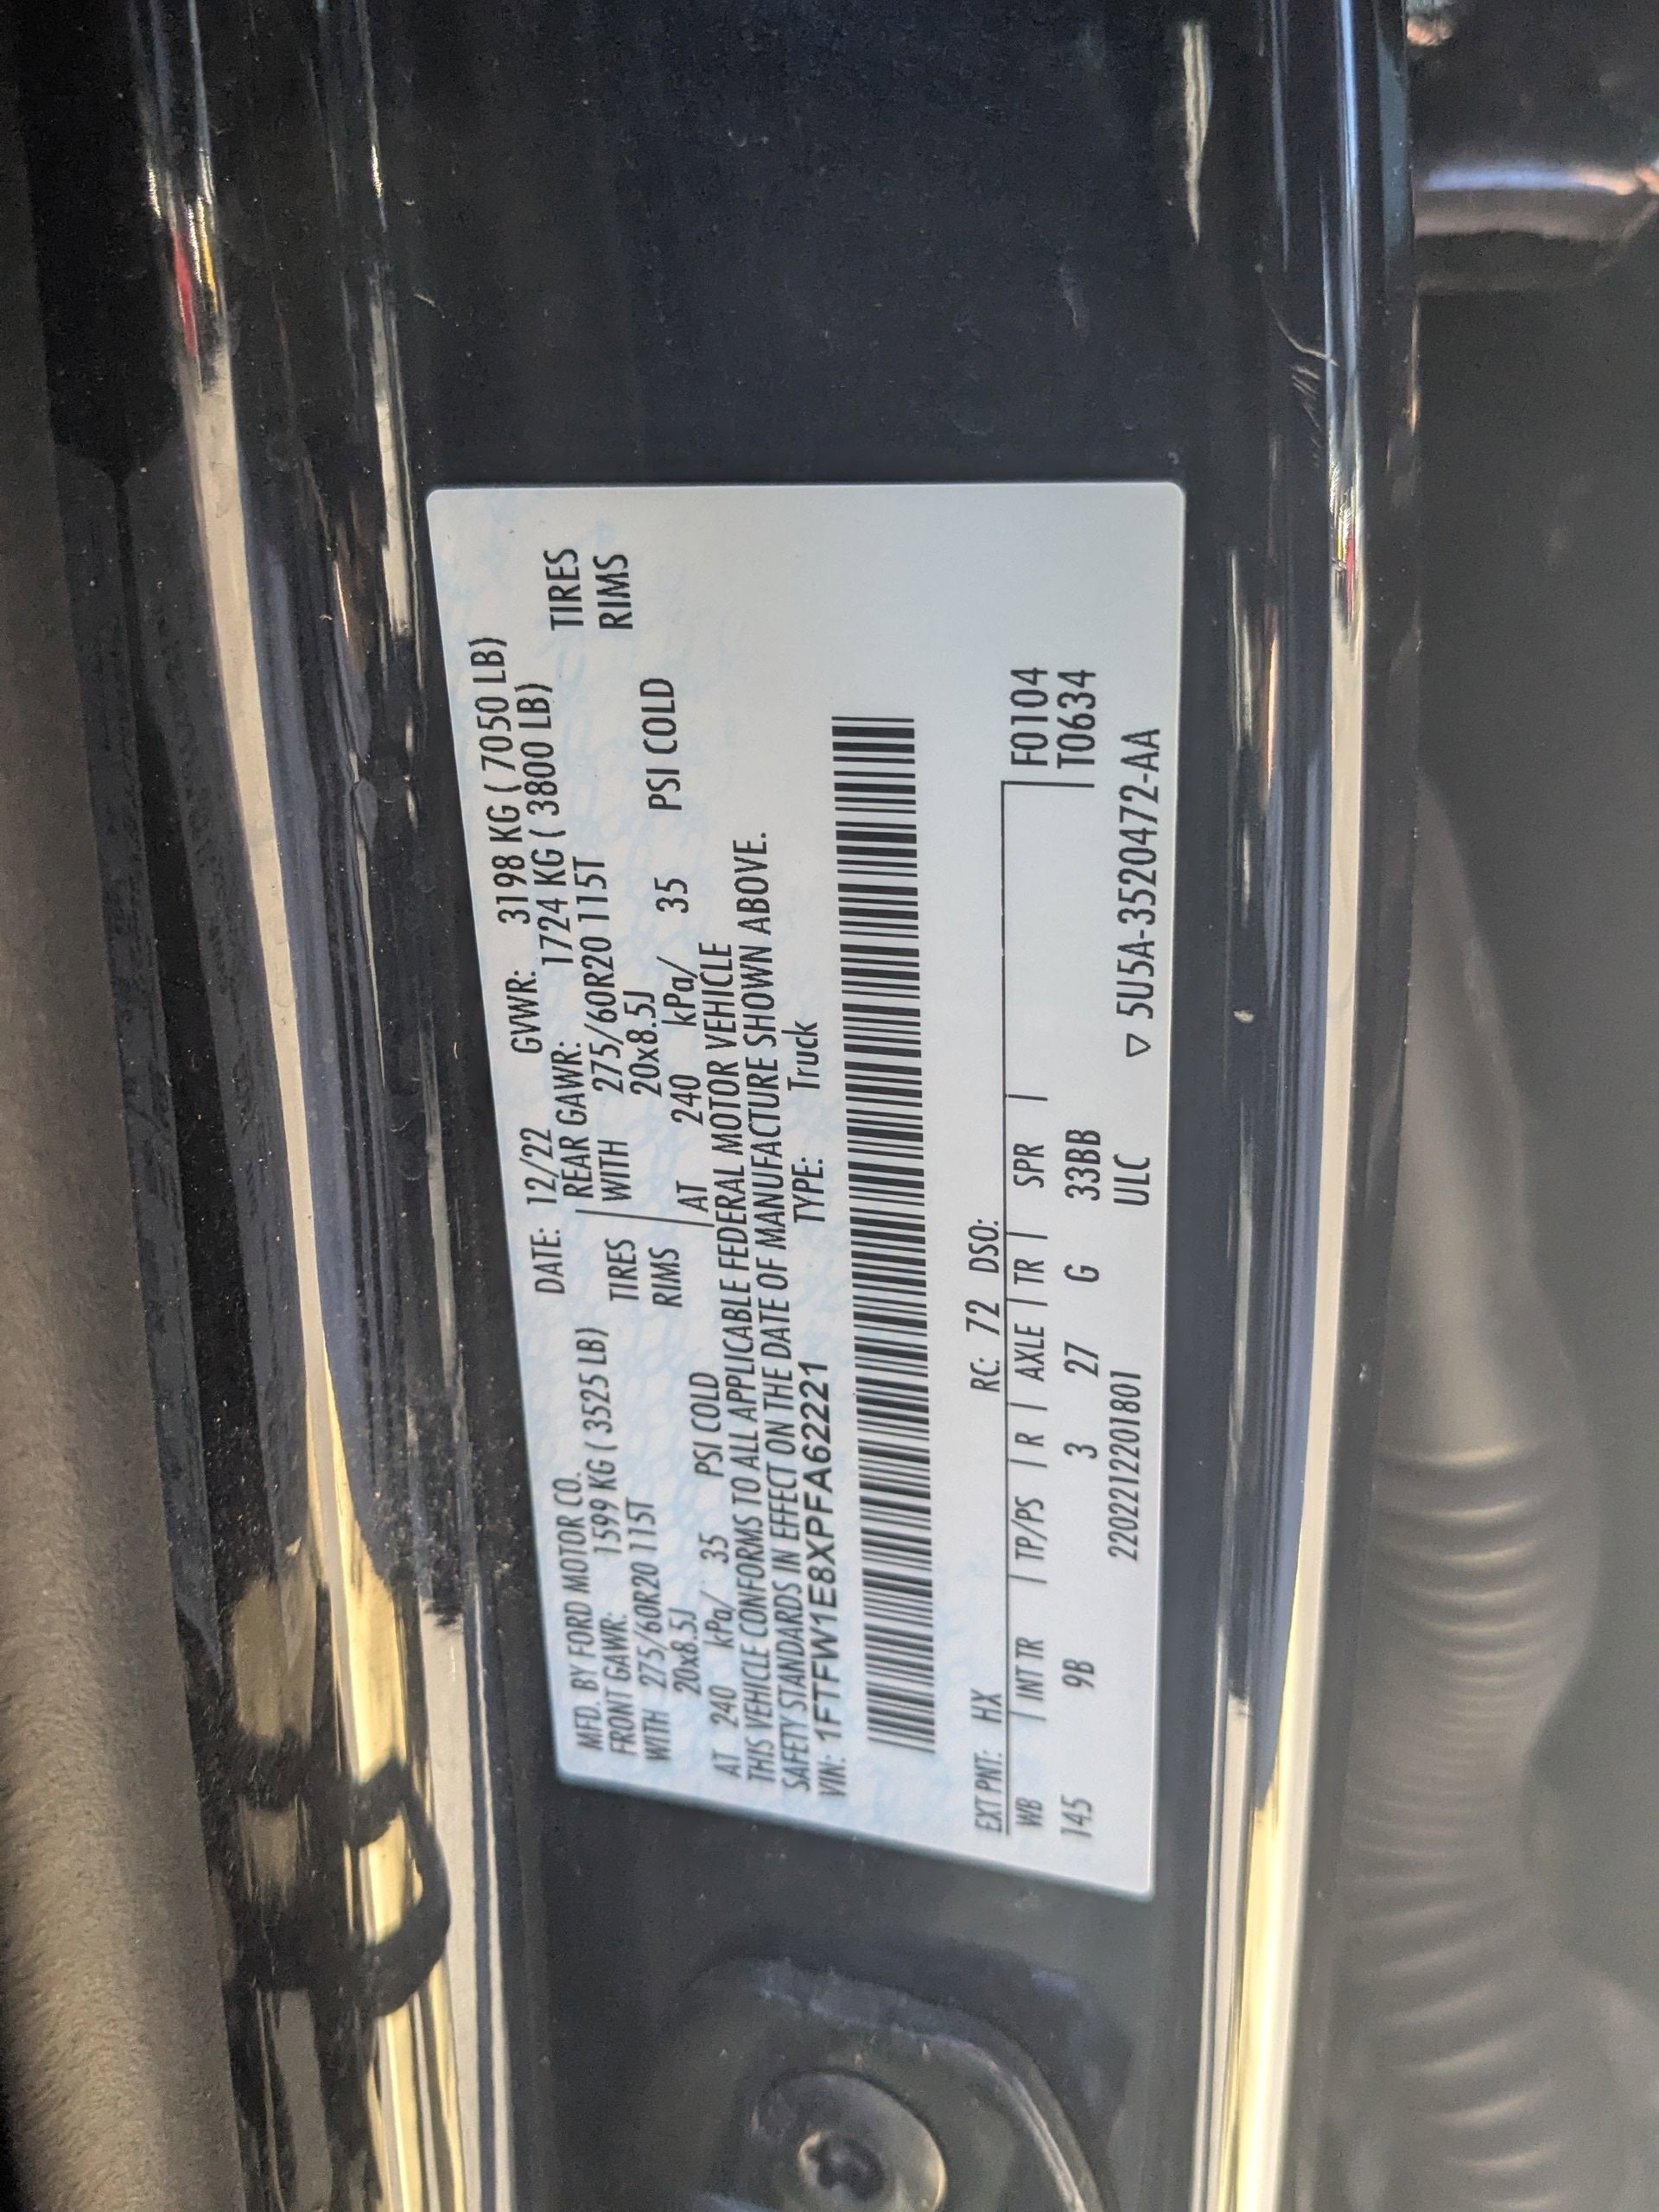 MFD. BY FORD MOTOR CO. DATE: 12/22 GVWR: 3198 KG ( 7050 LB)
FRONT GAWR: 1599 KG ( 3525 LB) REAR GAWR: 1724 KG ( 3800 LB)
WITH 275/60R20 115T TIRES WITH 275/60R20 115T TIRES
20x8.5J RIMS 20x8.5J RIMS
AT 240 kPa/ 35 PSI COLD AT 240 kPa/ 35 PSI COLD
THIS VEHICLE CONFORMS TO ALL APPLICABLE FEDERAL MOTOR VEHICLE
SAFETY STANDARDS IN EFFECT ON THE DATE OF MANUFACTURE SHOWN ABOVE.
VIN: 1FTFW1E8XPFA62221 TYPE: Truck
EXT PNT: HX RC: 72 DSO:
WB | INT TR | TP/PS | R | AXLE | TR | SPR | F0104
145 9B 3 27 G 33BB T0634
220221220180I ULC ▽ 5U5A-3520472-AA